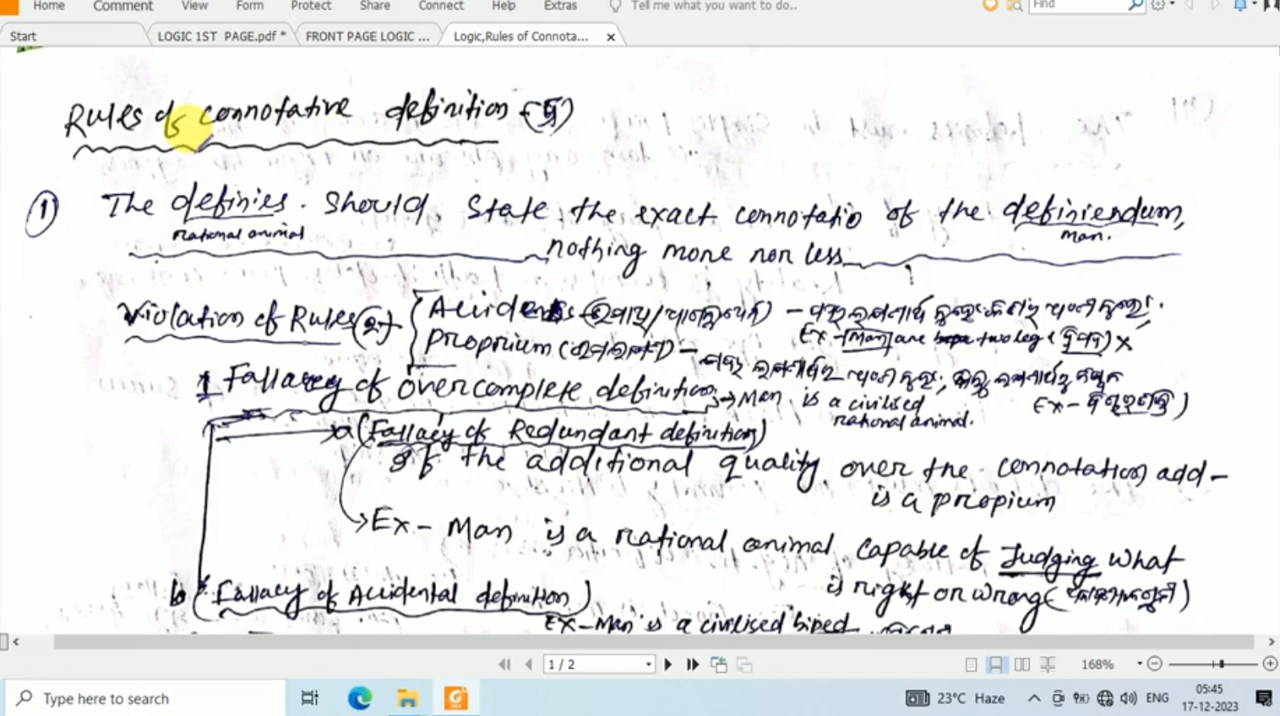 Home Comment View Form Protect Share Connect Help Extras Tell me what you want to do.. Find
Start LOGIC 1ST PAGE.pdf * FRONT PAGE LOGIC ... Logic,Rules of Connota... ×
Rules of connotative definition
① The definies. Should, State the exact connotatio of the definiendum,
rational animal man.
nothing more nor less
Violation of Rules
Proprium
Ex - Man are two leg ×
1 Fallacy of overcomplete definition → Man is a civilised
rational animal.
Ex -
a (Fallacy of Redundant definition)
If the additional quality over the connotation add-
is a propium
→ Ex - Man is a rational animal capable of Judging what
is right or wrong
b (Fallacy of Accidental definition)
Ex - Man is a civilised biped
1 / 2 168%
Type here to search 23°C Haze ENG 05:45
17-12-2023